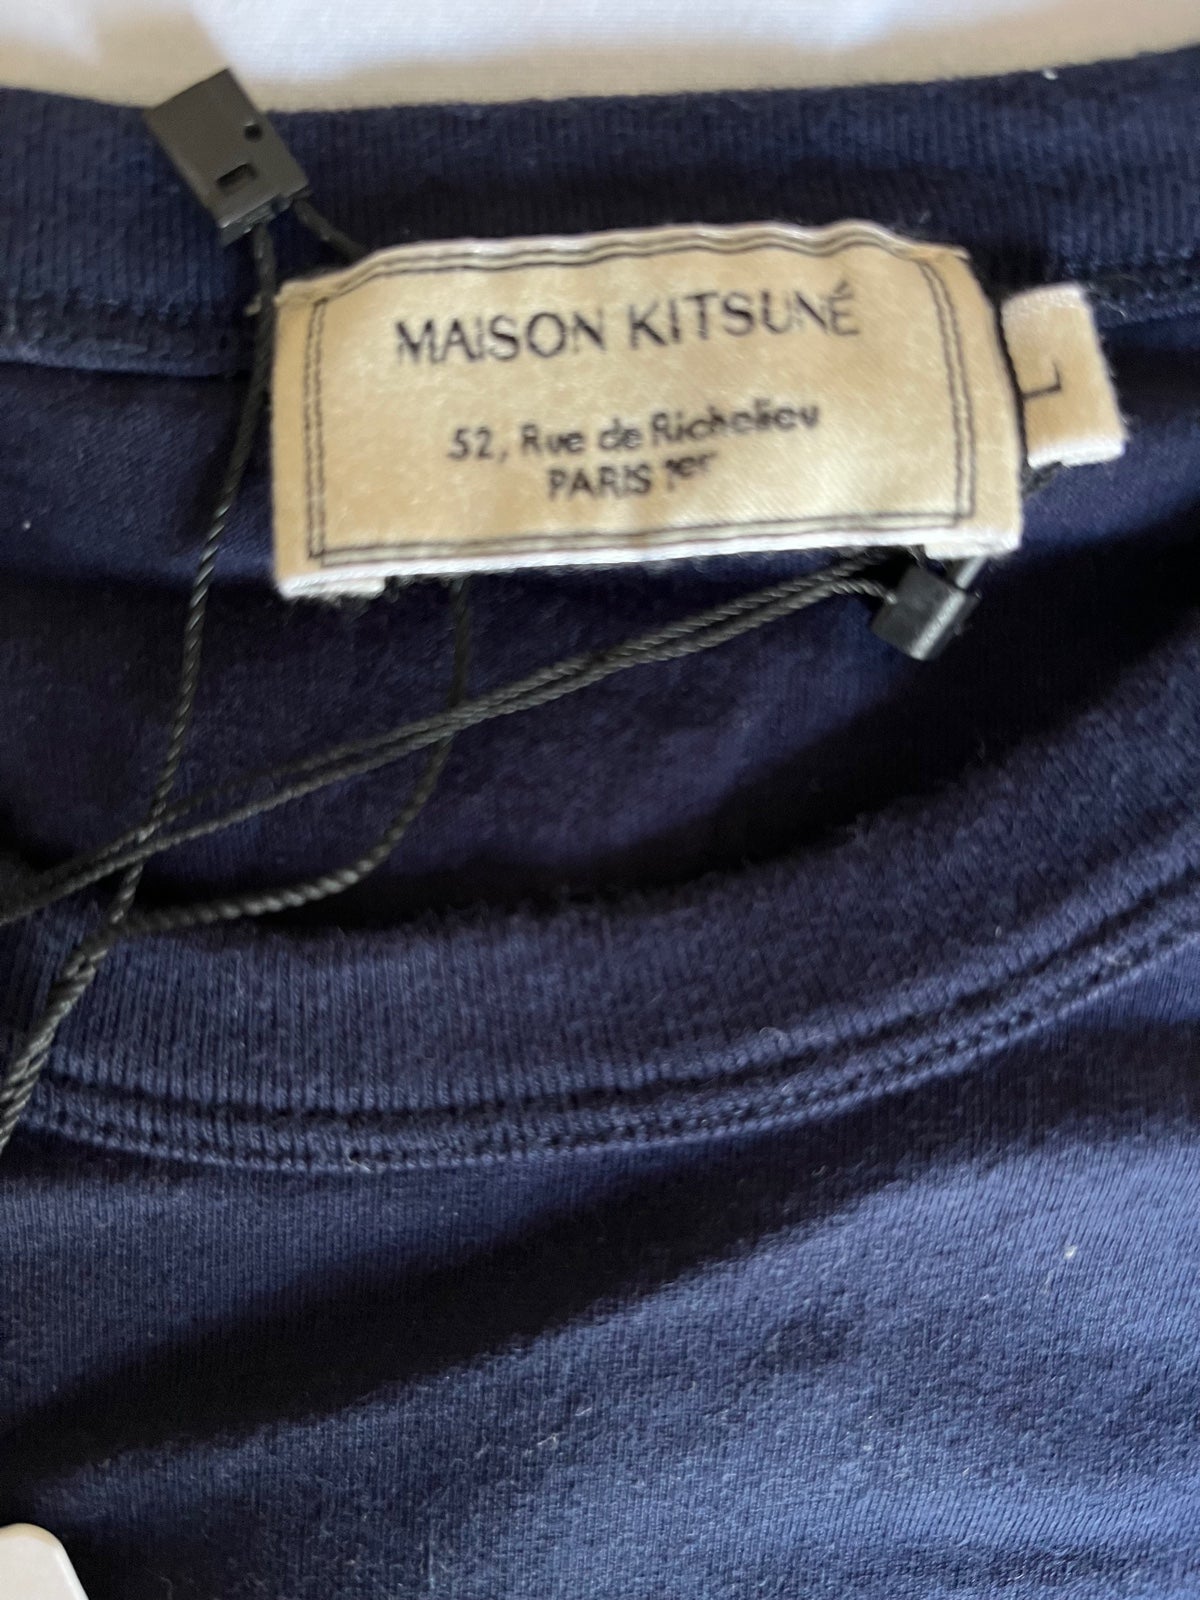 MAISON KITSUNÉ
52, Rue de Richelieu
PARIS 1er
L